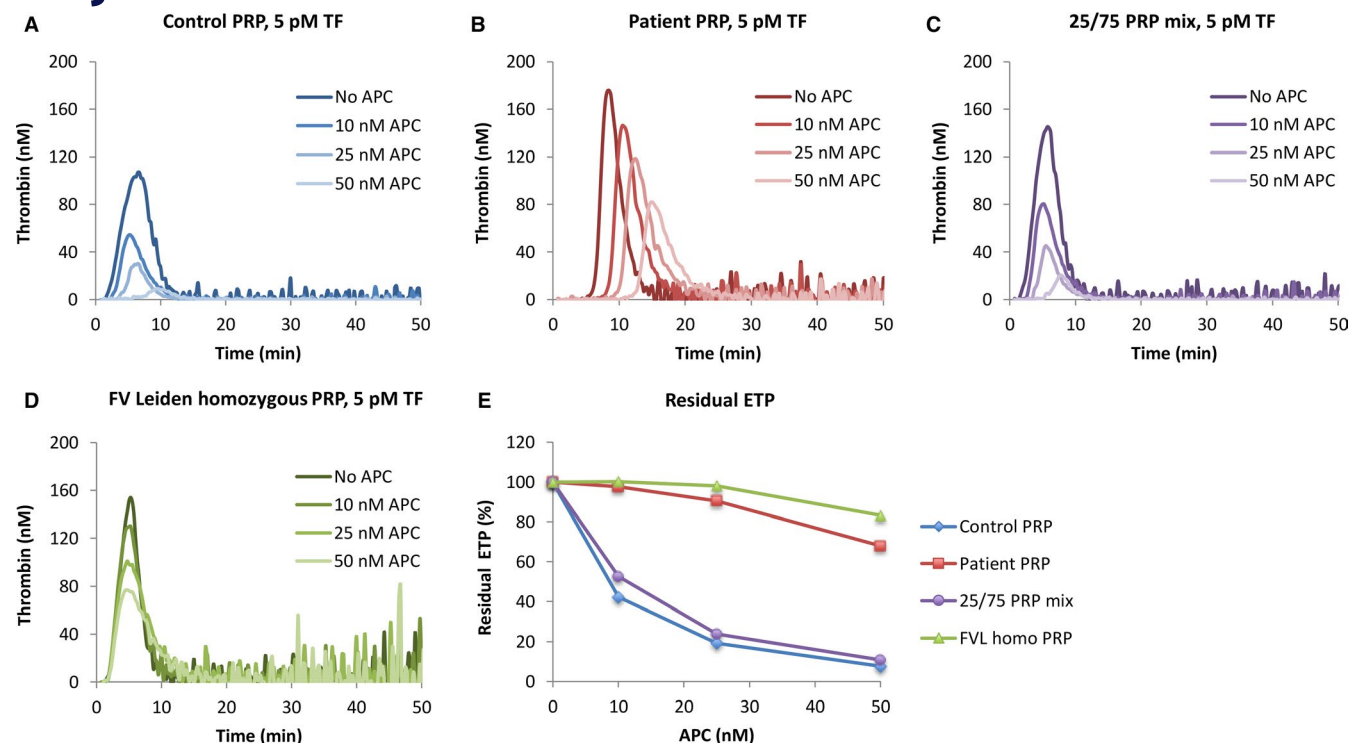 A
Control PRP, 5 pM TF
200
160
120
80
40
0
Thrombin (nM)
No APC
10 nM APC
25 nM APC
50 nM APC
0 10 20 30 40 50
Time (min)
B
Patient PRP, 5 pM TF
200
160
120
80
40
0
Thrombin (nM)
No APC
10 nM APC
25 nM APC
50 nM APC
0 10 20 30 40 50
Time (min)
C
25/75 PRP mix, 5 pM TF
200
160
120
80
40
0
Thrombin (nM)
No APC
10 nM APC
25 nM APC
50 nM APC
0 10 20 30 40 50
Time (min)
D
FV Leiden homozygous PRP, 5 pM TF
200
160
120
80
40
0
Thrombin (nM)
No APC
10 nM APC
25 nM APC
50 nM APC
0 10 20 30 40 50
Time (min)
E
Residual ETP
120
100
80
60
40
20
0
Residual ETP (%)
0 10 20 30 40 50
APC (nM)
Control PRP
Patient PRP
25/75 PRP mix
FVL homo PRP